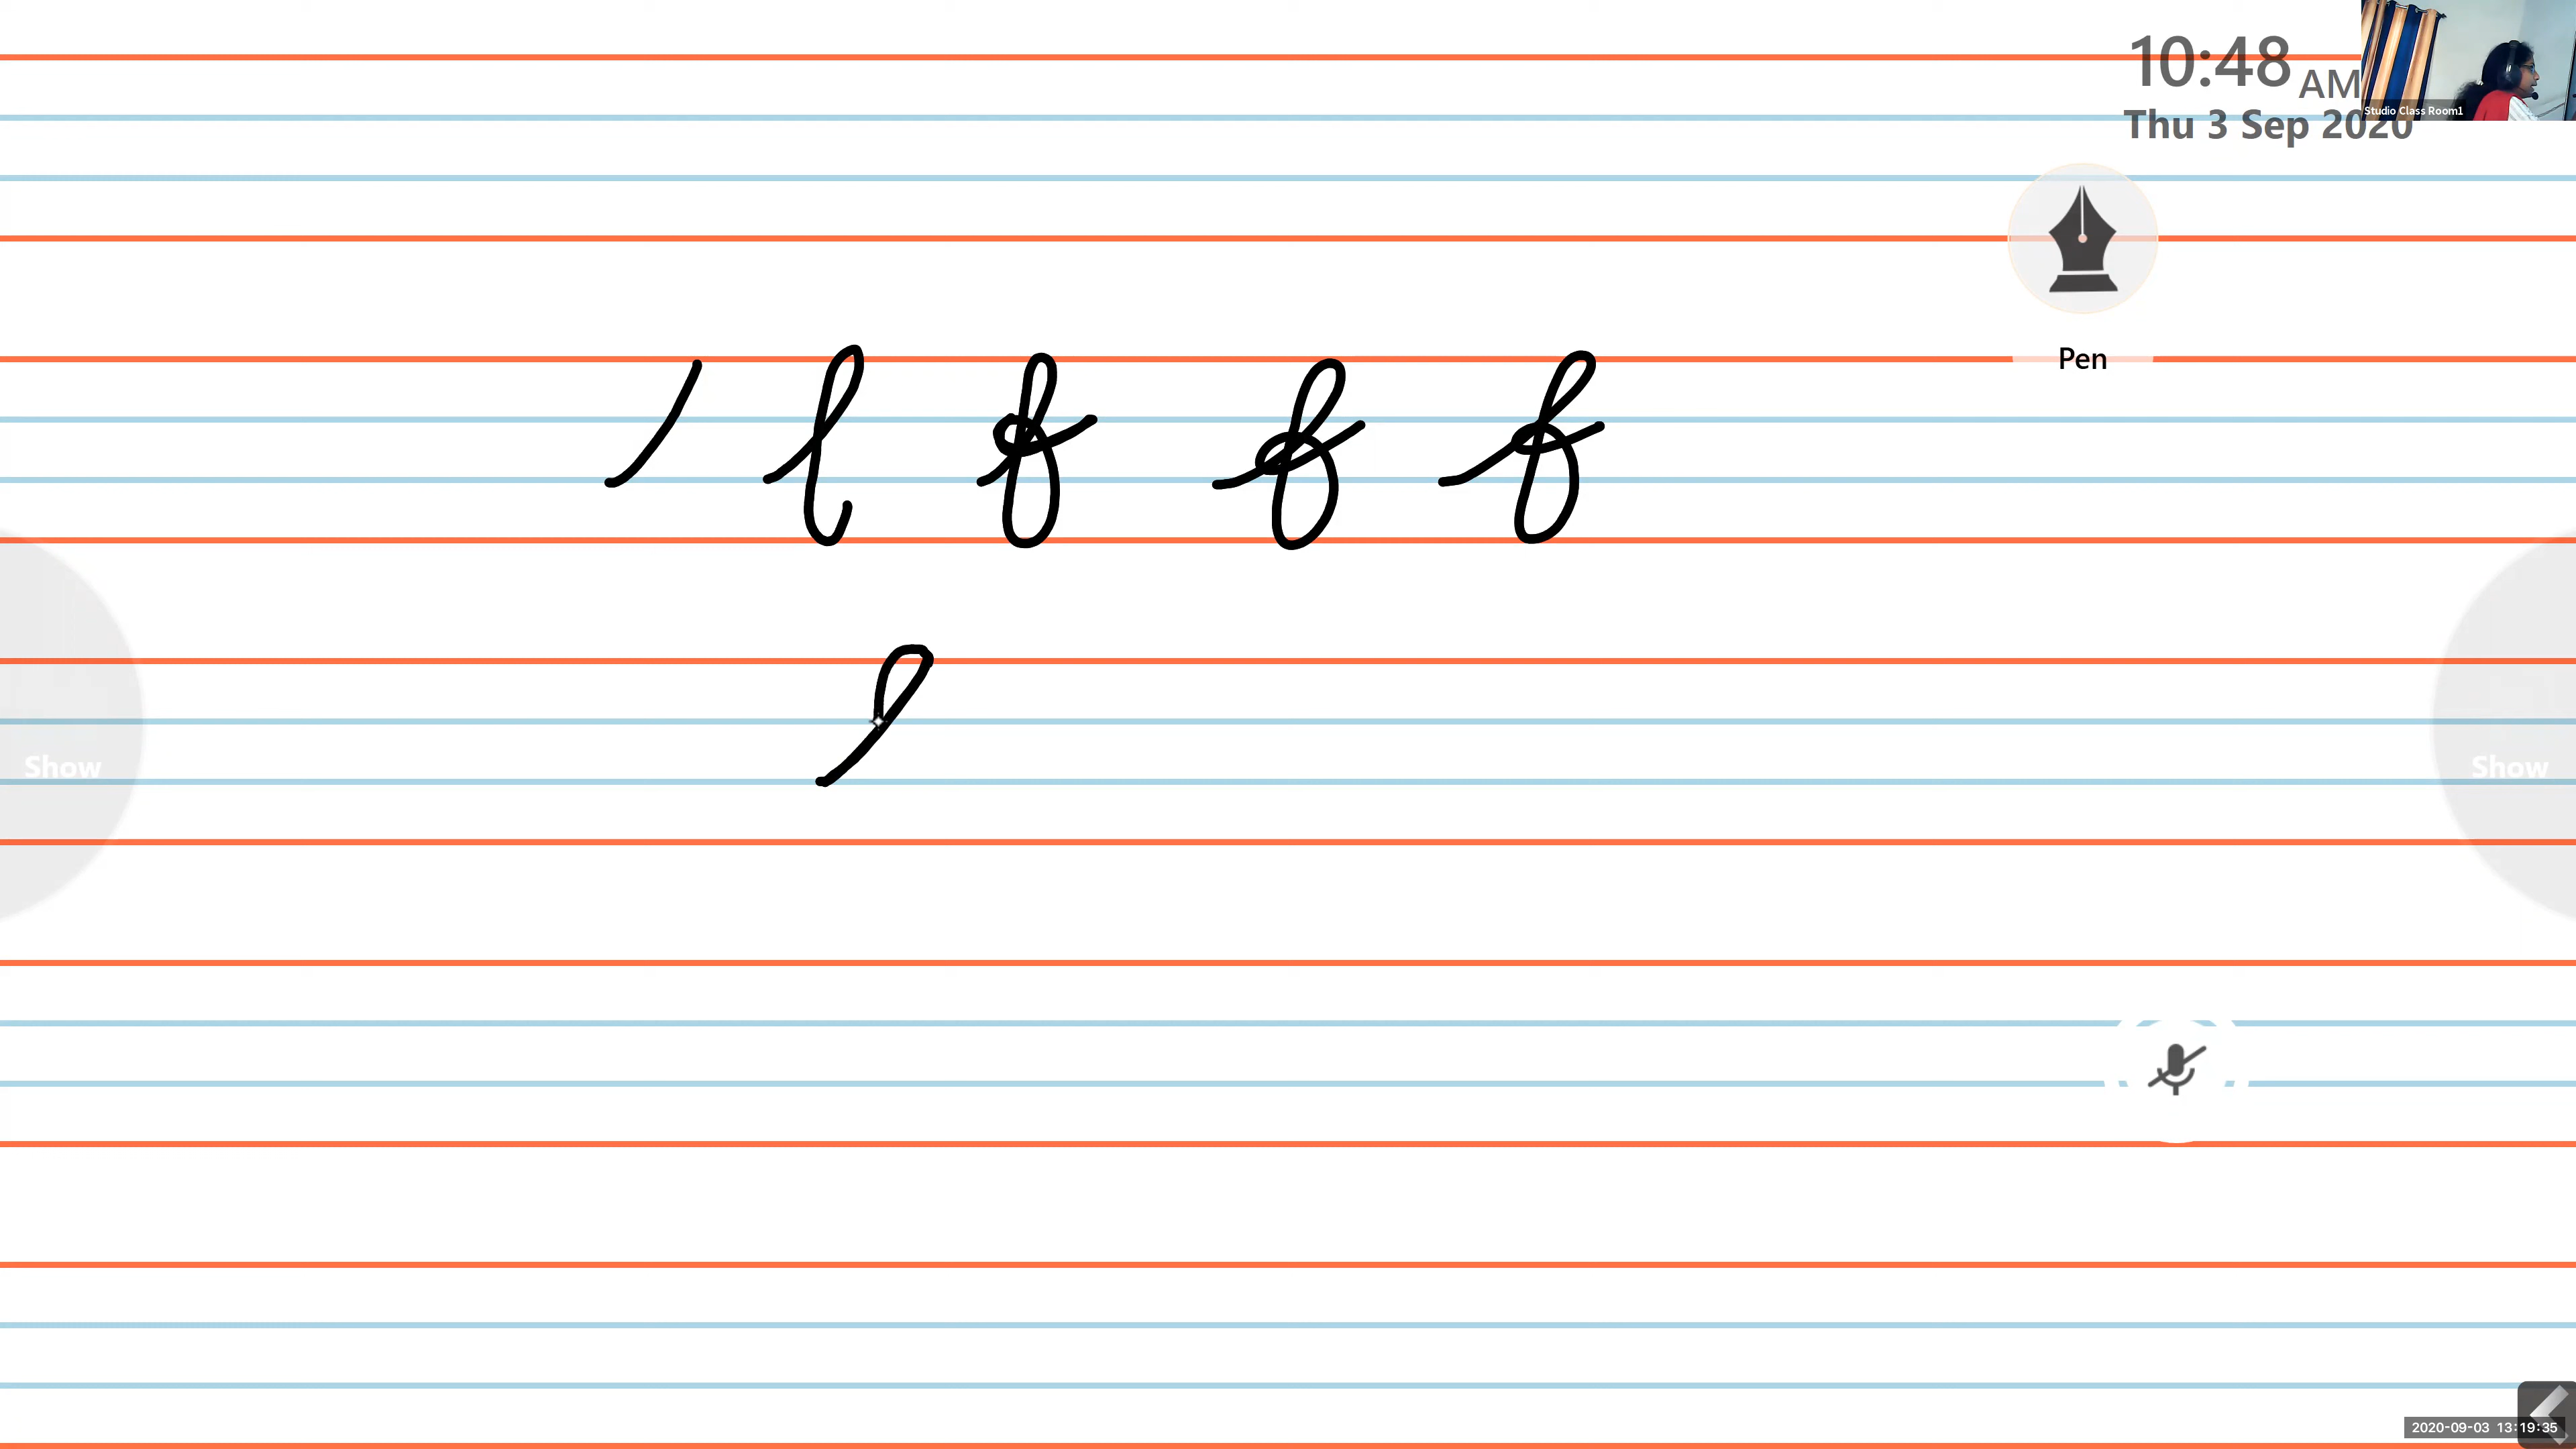 10:48 AM
Studio Class Room1
Thu 3 Sep 2020
Pen
f f f
Show Show
2020-09-03 13:19:35